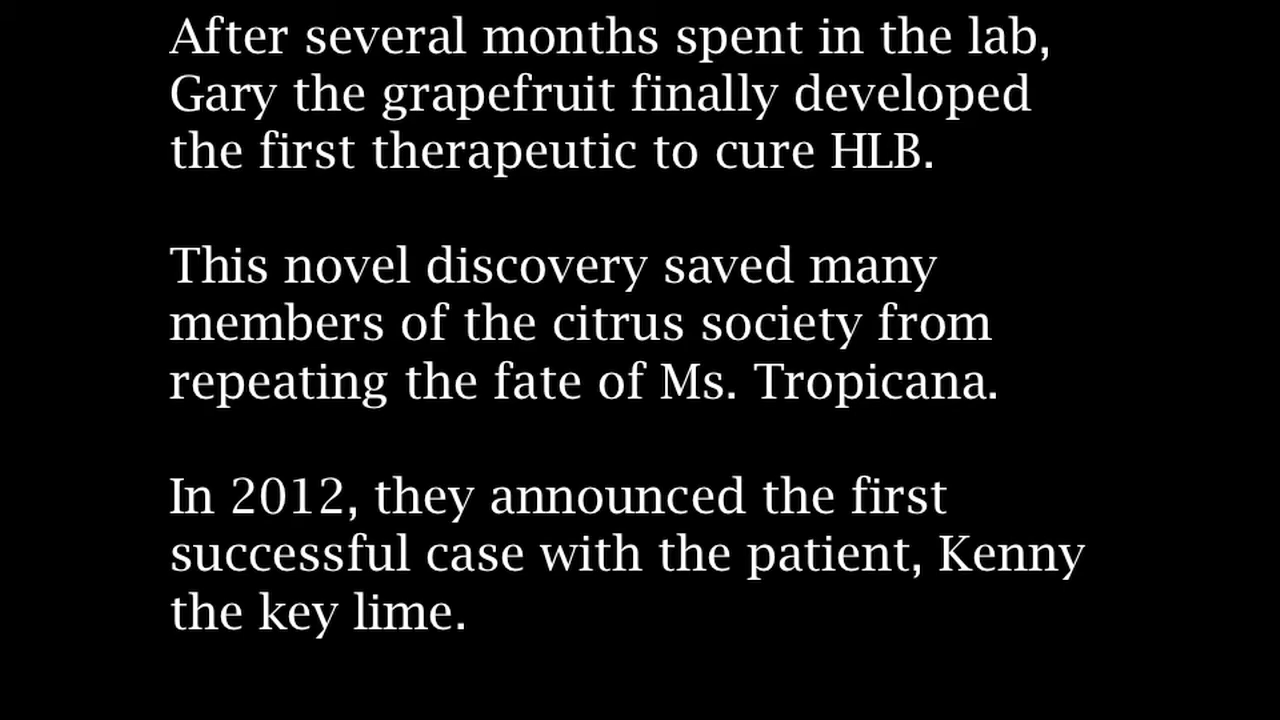 After several months spent in the lab,
Gary the grapefruit finally developed
the first therapeutic to cure HLB.
This novel discovery saved many
members of the citrus society from
repeating the fate of Ms. Tropicana.
In 2012, they announced the first
successful case with the patient, Kenny
the key lime.